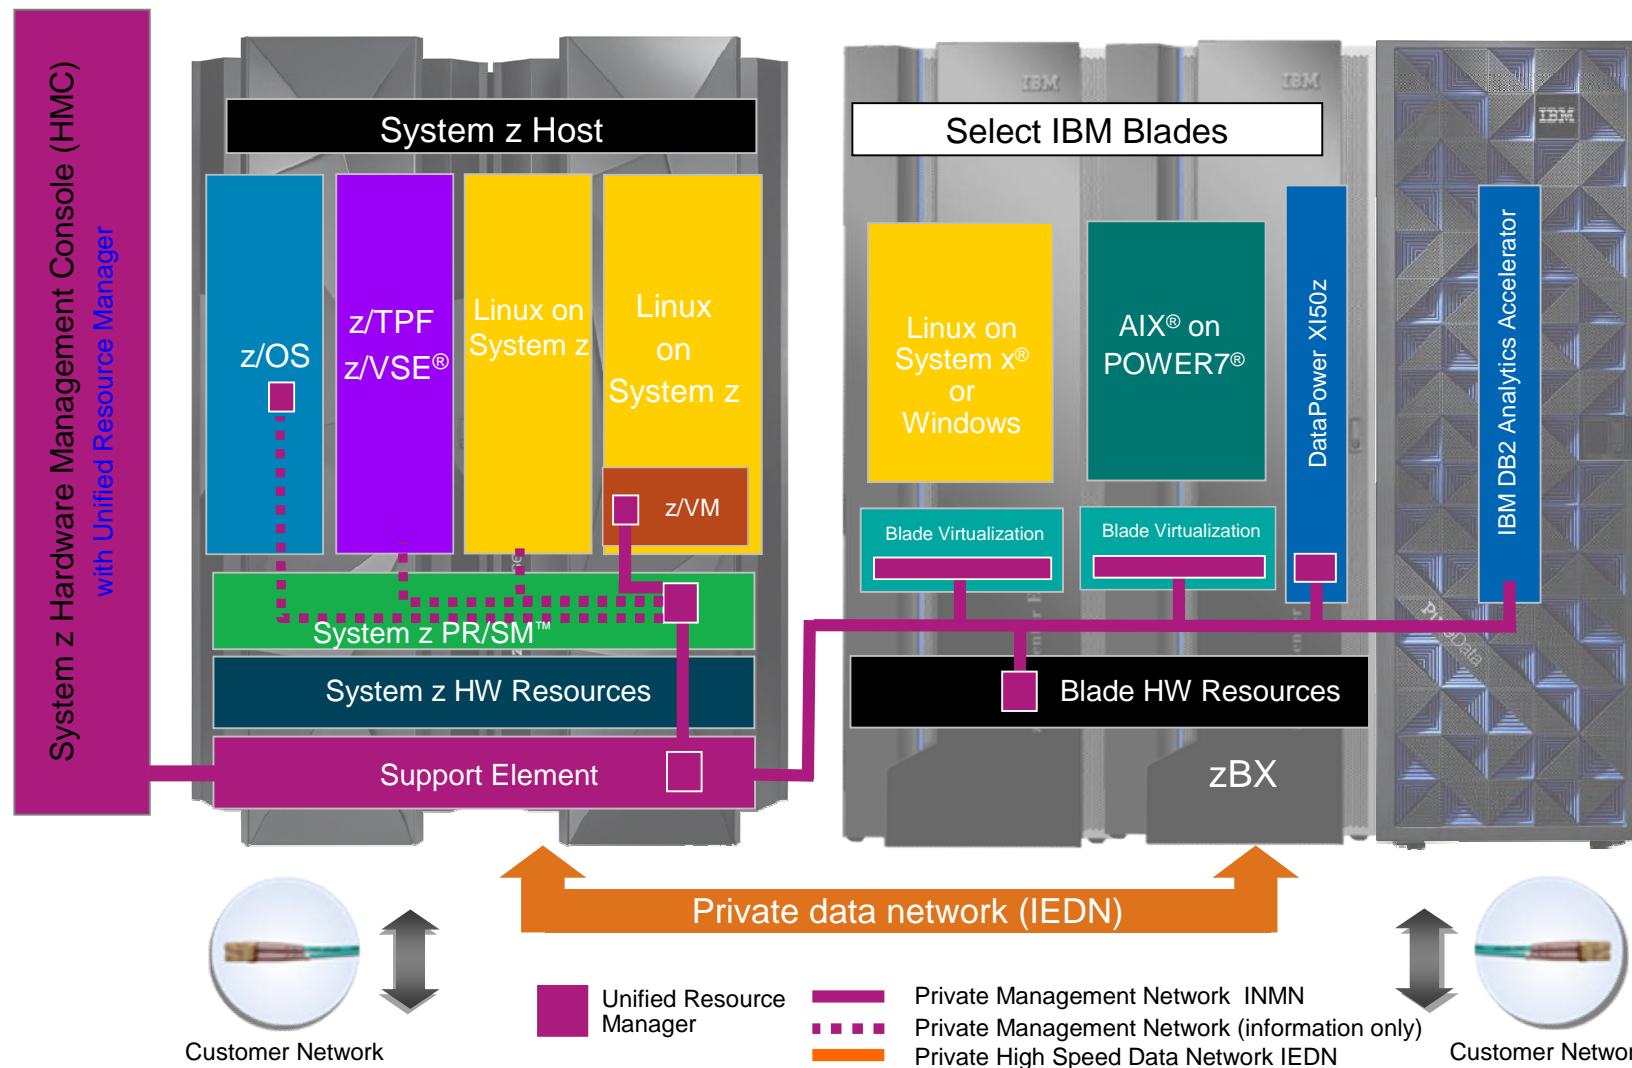 System z Hardware Management Console (HMC)
with Unified Resource Manager
System z Host
z/OS
z/TPF
z/VSE®
Linux on
System z
Linux
on
System z
z/VM
System z PR/SM™
System z HW Resources
Support Element
IBM
IBM
IBM
Select IBM Blades
Linux on
System x®
or
Windows
AIX® on
POWER7®
DataPower XI50z
IBM DB2 Analytics Accelerator
Blade Virtualization
Blade Virtualization
Blade HW Resources
zBX
Private data network (IEDN)
Customer Network
Unified Resource
Manager
Private Management Network INMN
Private Management Network (information only)
Private High Speed Data Network IEDN
Customer Networ